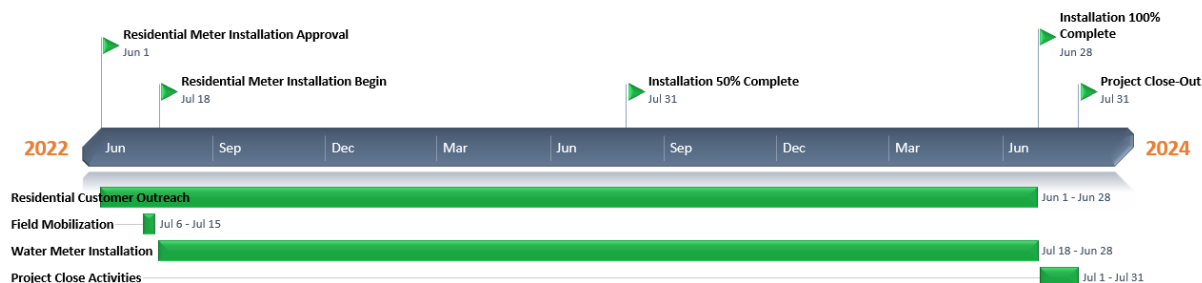 Installation 100%
Complete
Jun 28
Residential Meter Installation Approval
Jun 1
Residential Meter Installation Begin
Jul 18
Installation 50% Complete
Jul 31
Project Close-Out
Jul 31
2022 Jun Sep Dec Mar Jun Sep Dec Mar Jun 2024
Residential Customer Outreach Jun 1 - Jun 28
Field Mobilization Jul 6 - Jul 15
Water Meter Installation Jul 18 - Jun 28
Project Close Activities Jul 1 - Jul 31